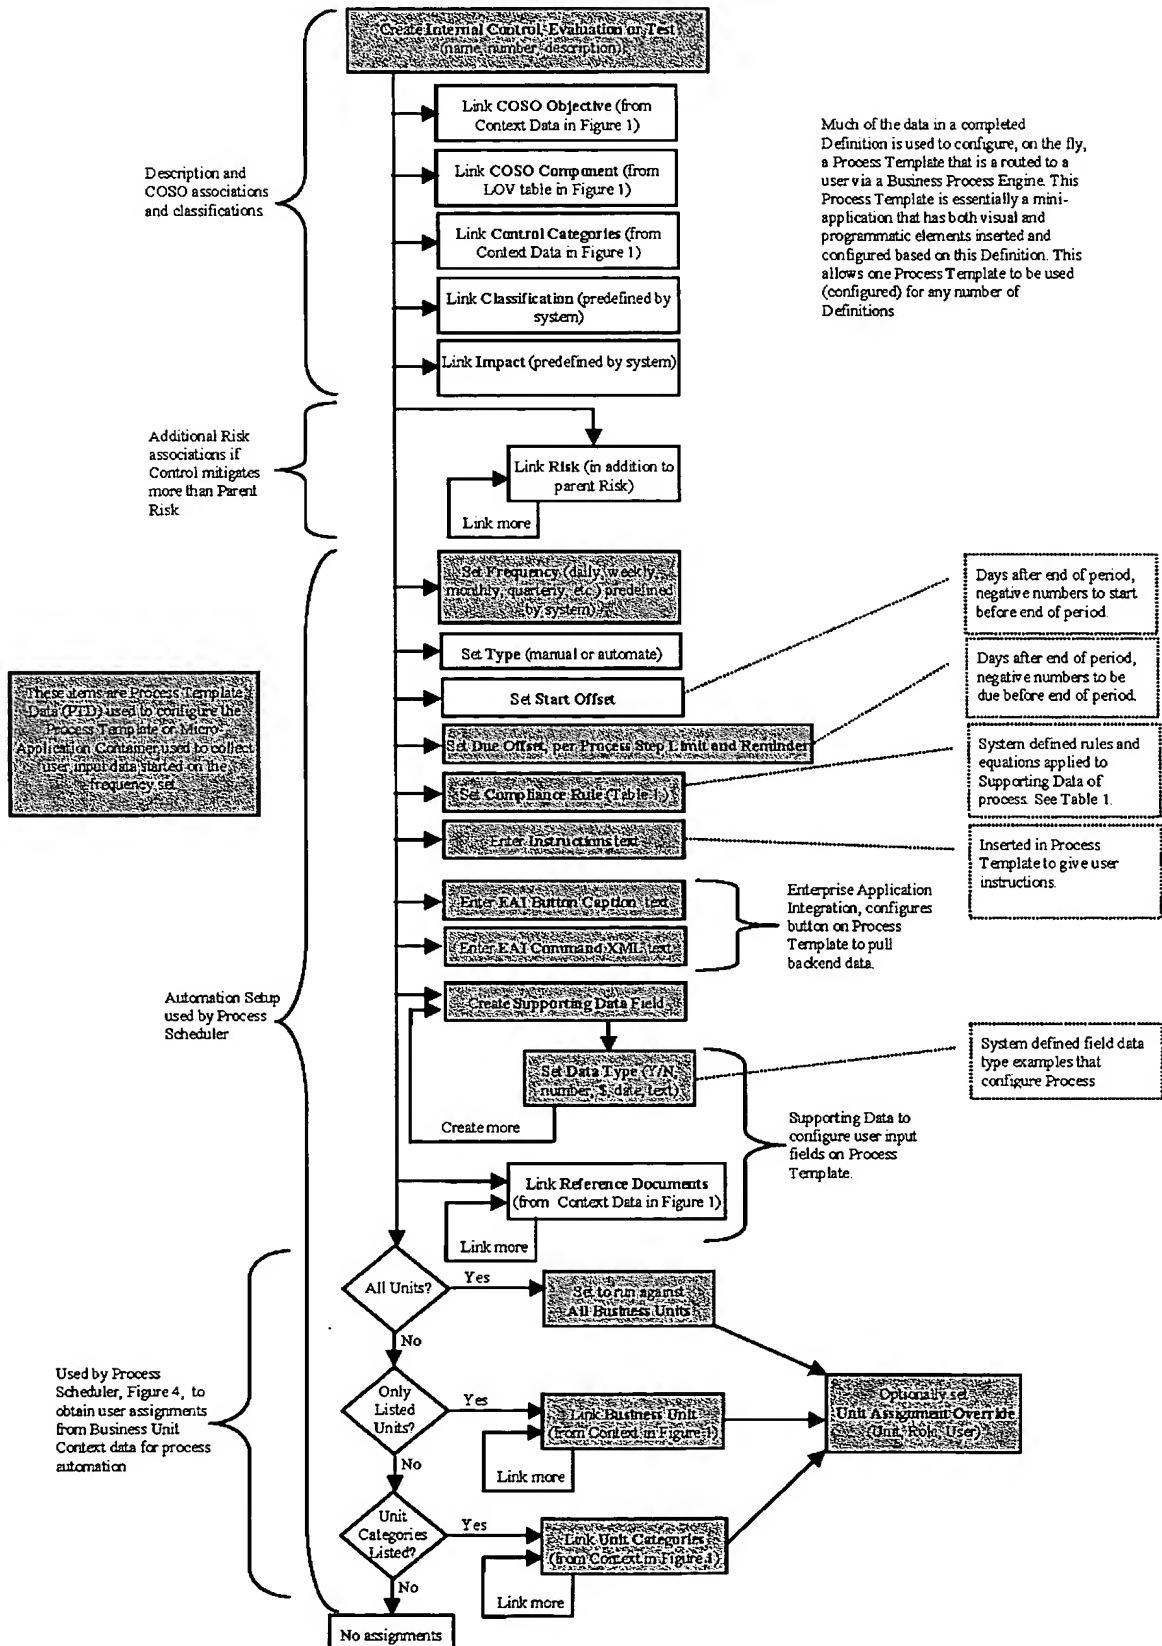 Create Internal Control, Evaluation or Test
(name, number, description)
Link COSO Objective (from
Context Data in Figure 1)
Link COSO Component (from
LOV table in Figure 1)
Link Control Categories (from
Context Data in Figure 1)
Link Classification (predefined by
system)
Link Impact (predefined by system)
Description and
COSO associations
and classifications
Much of the data in a completed
Definition is used to configure, on the fly,
a Process Template that is a routed to a
user via a Business Process Engine. This
Process Template is essentially a mini-
application that has both visual and
programmatic elements inserted and
configured based on this Definition. This
allows one Process Template to be used
(configured) for any number of
Definitions
Additional Risk
associations if
Control mitigates
more than Parent
Risk
Link Risk (in addition to
parent Risk)
Link more
Set Frequency (daily, weekly,
monthly, quarterly, etc.) predefined
by system)
Set Type (manual or automate)
Set Start Offset
Set Due Offset, per Process Step Limit and Reminder
Set Compliance Rule (Table 1)
Enter Instructions text
Enter EAI Button Caption text
Enter EAI Command XML text
Create Supporting Data Field
Set Data Type (Y/N,
number, $, date, text)
Create more
Link Reference Documents
(from Context Data in Figure 1)
Link more
Days after end of period,
negative numbers to start
before end of period.
Days after end of period,
negative numbers to be
due before end of period.
System defined rules and
equations applied to
Supporting Data of
process. See Table 1.
Inserted in Process
Template to give user
instructions.
Enterprise Application
Integration, configures
button on Process
Template to pull
backend data.
System defined field data
type examples that
configure Process
Supporting Data to
configure user input
fields on Process
Template.
These items are Process Template
Data (PTD) used to configure the
Process Template or Micro-
Application Container used to collect
user input data started on the
frequency set
Automation Setup
used by Process
Scheduler
All Units?
Yes
Set to run against
All Business Units
No
Only
Listed
Units?
Yes
Link Business Unit
(from Context in Figure 1)
Link more
No
Unit
Categories
Listed?
Yes
Link Unit Categories
(from Context in Figure 1)
Link more
No
No assignments
Optionally set
Unit Assignment Override
(Unit, Role, User)
Used by Process
Scheduler, Figure 4, to
obtain user assignments
from Business Unit
Context data for process
automation